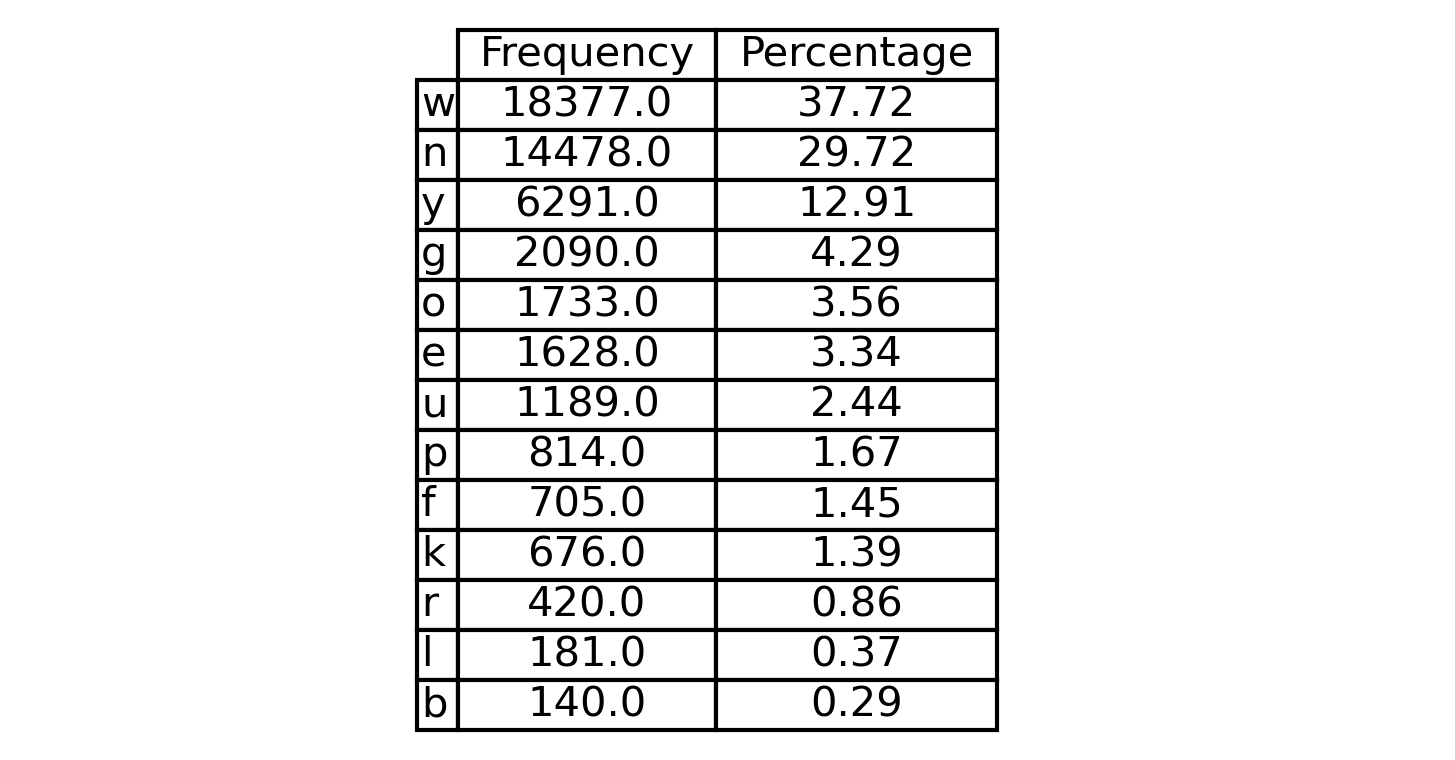 Frequency Percentage
w 18377.0 37.72
n 14478.0 29.72
y 6291.0 12.91
g 2090.0 4.29
o 1733.0 3.56
e 1628.0 3.34
u 1189.0 2.44
p 814.0 1.67
f 705.0 1.45
k 676.0 1.39
r 420.0 0.86
l 181.0 0.37
b 140.0 0.29